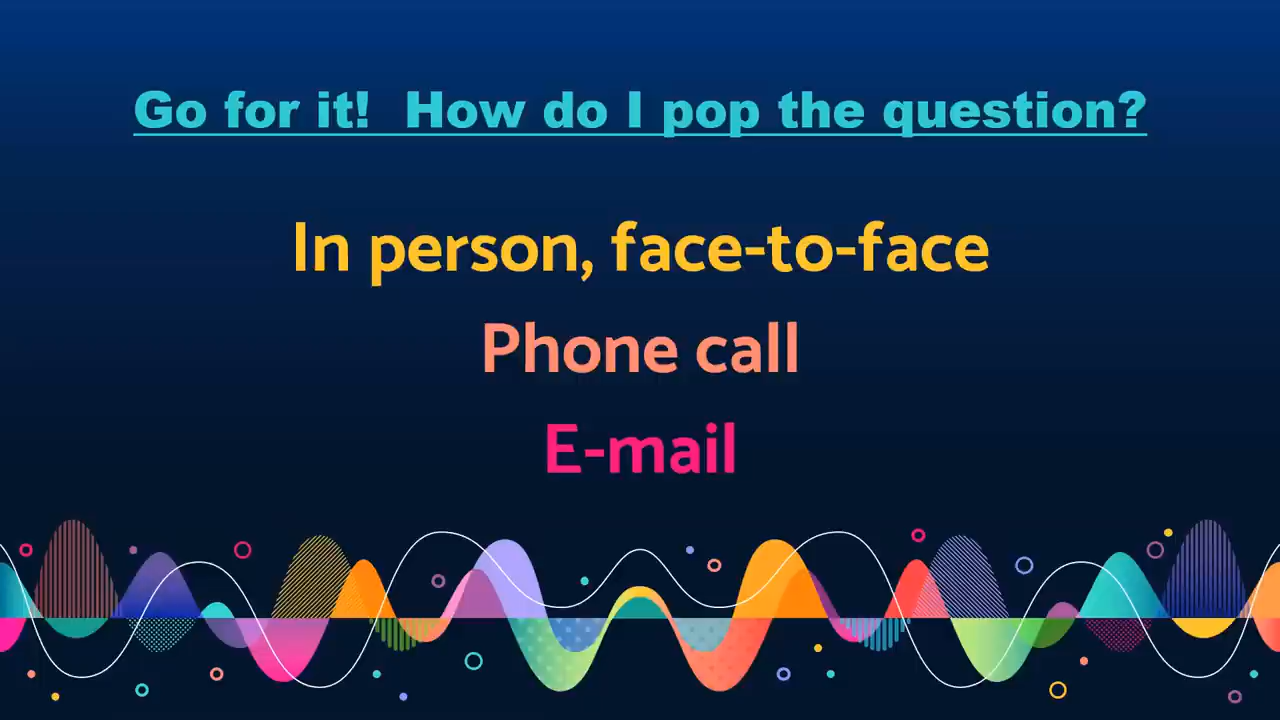 Go for it!  How do I pop the question?
In person, face-to-face
Phone call
E-mail